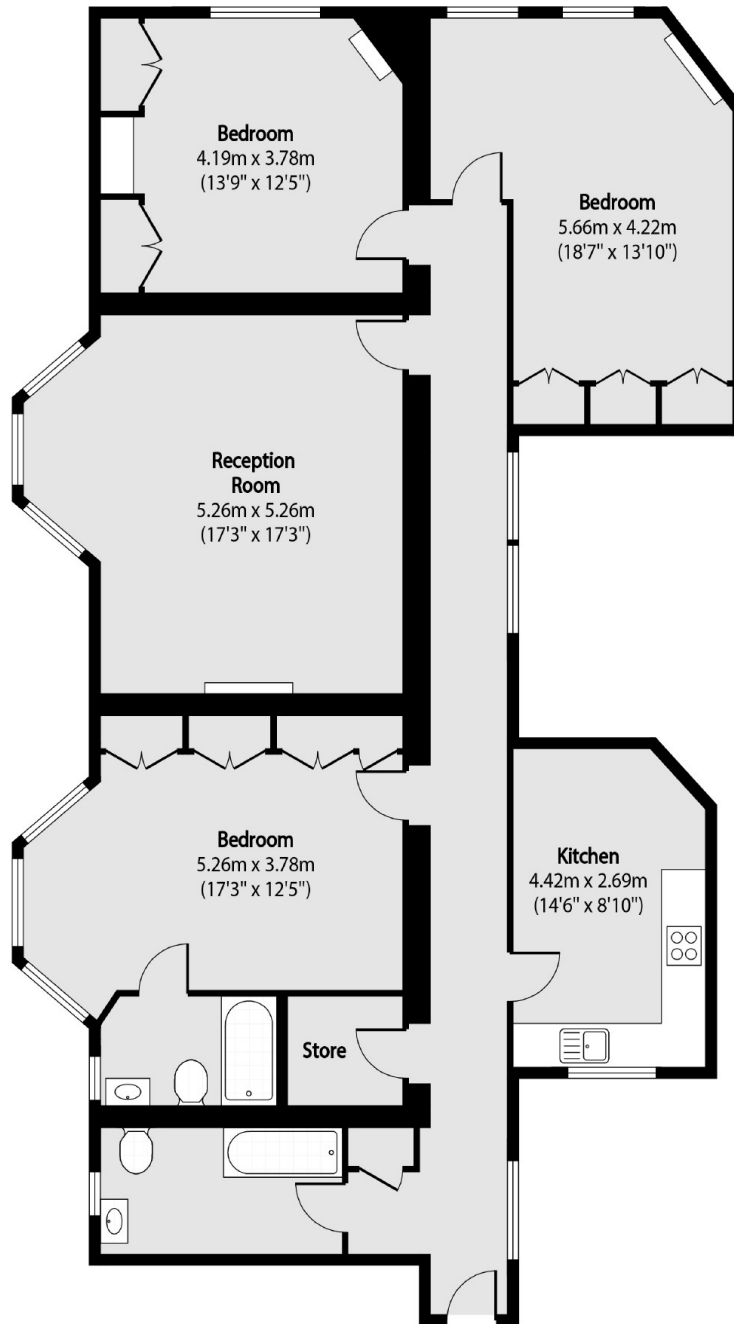 Bedroom
4.19m x 3.78m
(13'9" x 12'5")
Bedroom
5.66m x 4.22m
(18'7" x 13'10")
Reception
Room
5.26m x 5.26m
(17'3" x 17'3")
Bedroom
5.26m x 3.78m
(17'3" x 12'5")
Kitchen
4.42m x 2.69m
(14'6" x 8'10")
Store